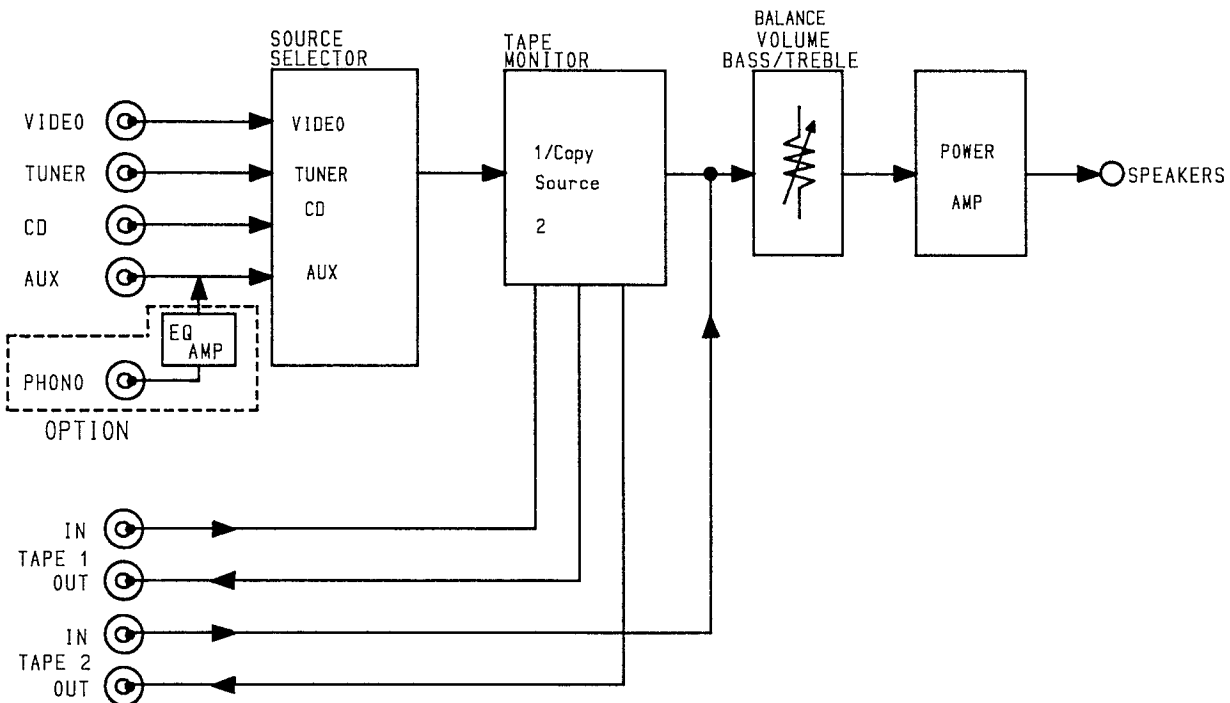 SOURCE
SELECTOR
TAPE
MONITOR
BALANCE
VOLUME
BASS/TREBLE
VIDEO
TUNER
CD
AUX
PHONO
EQ
AMP
OPTION
VIDEO
TUNER
CD
AUX
1/Copy
Source
2
POWER
AMP
SPEAKERS
IN
TAPE 1
OUT
IN
TAPE 2
OUT